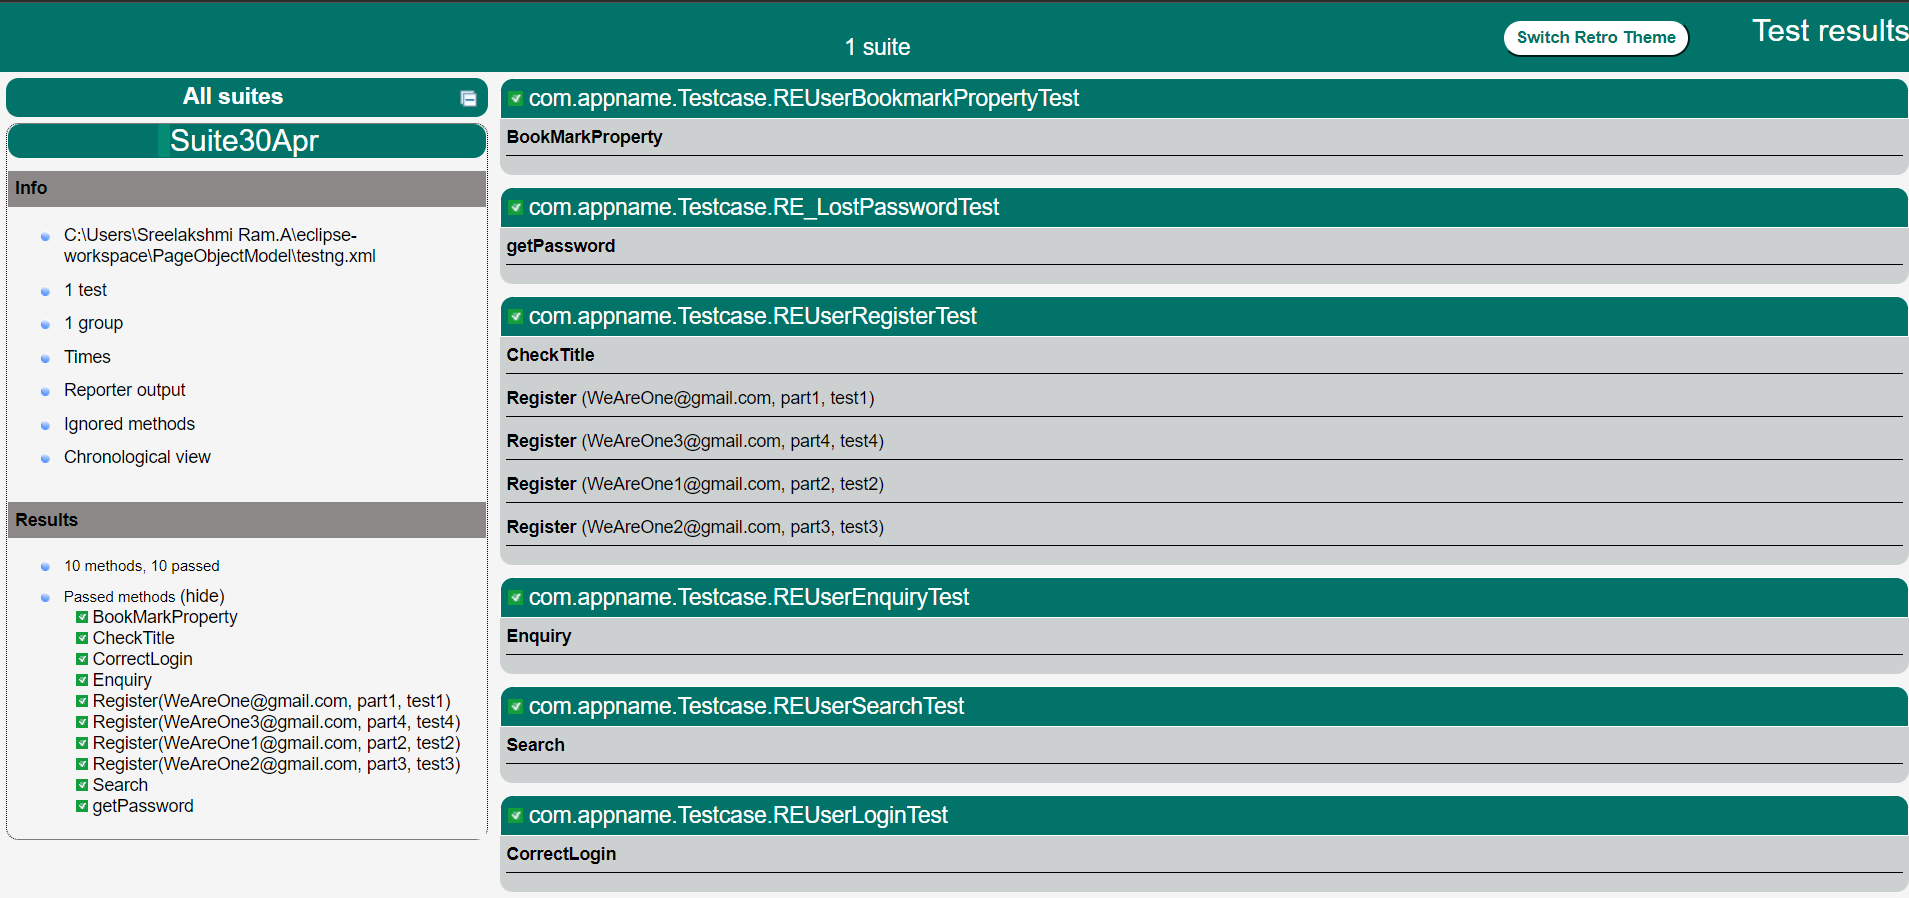 1 suite
Switch Retro Theme
Test results
All suites
Suite30Apr
Info
C:\Users\Sreelakshmi Ram.A\eclipse-
workspace\PageObjectModel\testng.xml
1 test
1 group
Times
Reporter output
Ignored methods
Chronological view
Results
10 methods, 10 passed
Passed methods (hide)
BookMarkProperty
CheckTitle
CorrectLogin
Enquiry
Register(WeAreOne@gmail.com, part1, test1)
Register(WeAreOne3@gmail.com, part4, test4)
Register(WeAreOne1@gmail.com, part2, test2)
Register(WeAreOne2@gmail.com, part3, test3)
Search
getPassword
com.appname.Testcase.REUserBookmarkPropertyTest
BookMarkProperty
com.appname.Testcase.RE_LostPasswordTest
getPassword
com.appname.Testcase.REUserRegisterTest
CheckTitle
Register (WeAreOne@gmail.com, part1, test1)
Register (WeAreOne3@gmail.com, part4, test4)
Register (WeAreOne1@gmail.com, part2, test2)
Register (WeAreOne2@gmail.com, part3, test3)
com.appname.Testcase.REUserEnquiryTest
Enquiry
com.appname.Testcase.REUserSearchTest
Search
com.appname.Testcase.REUserLoginTest
CorrectLogin